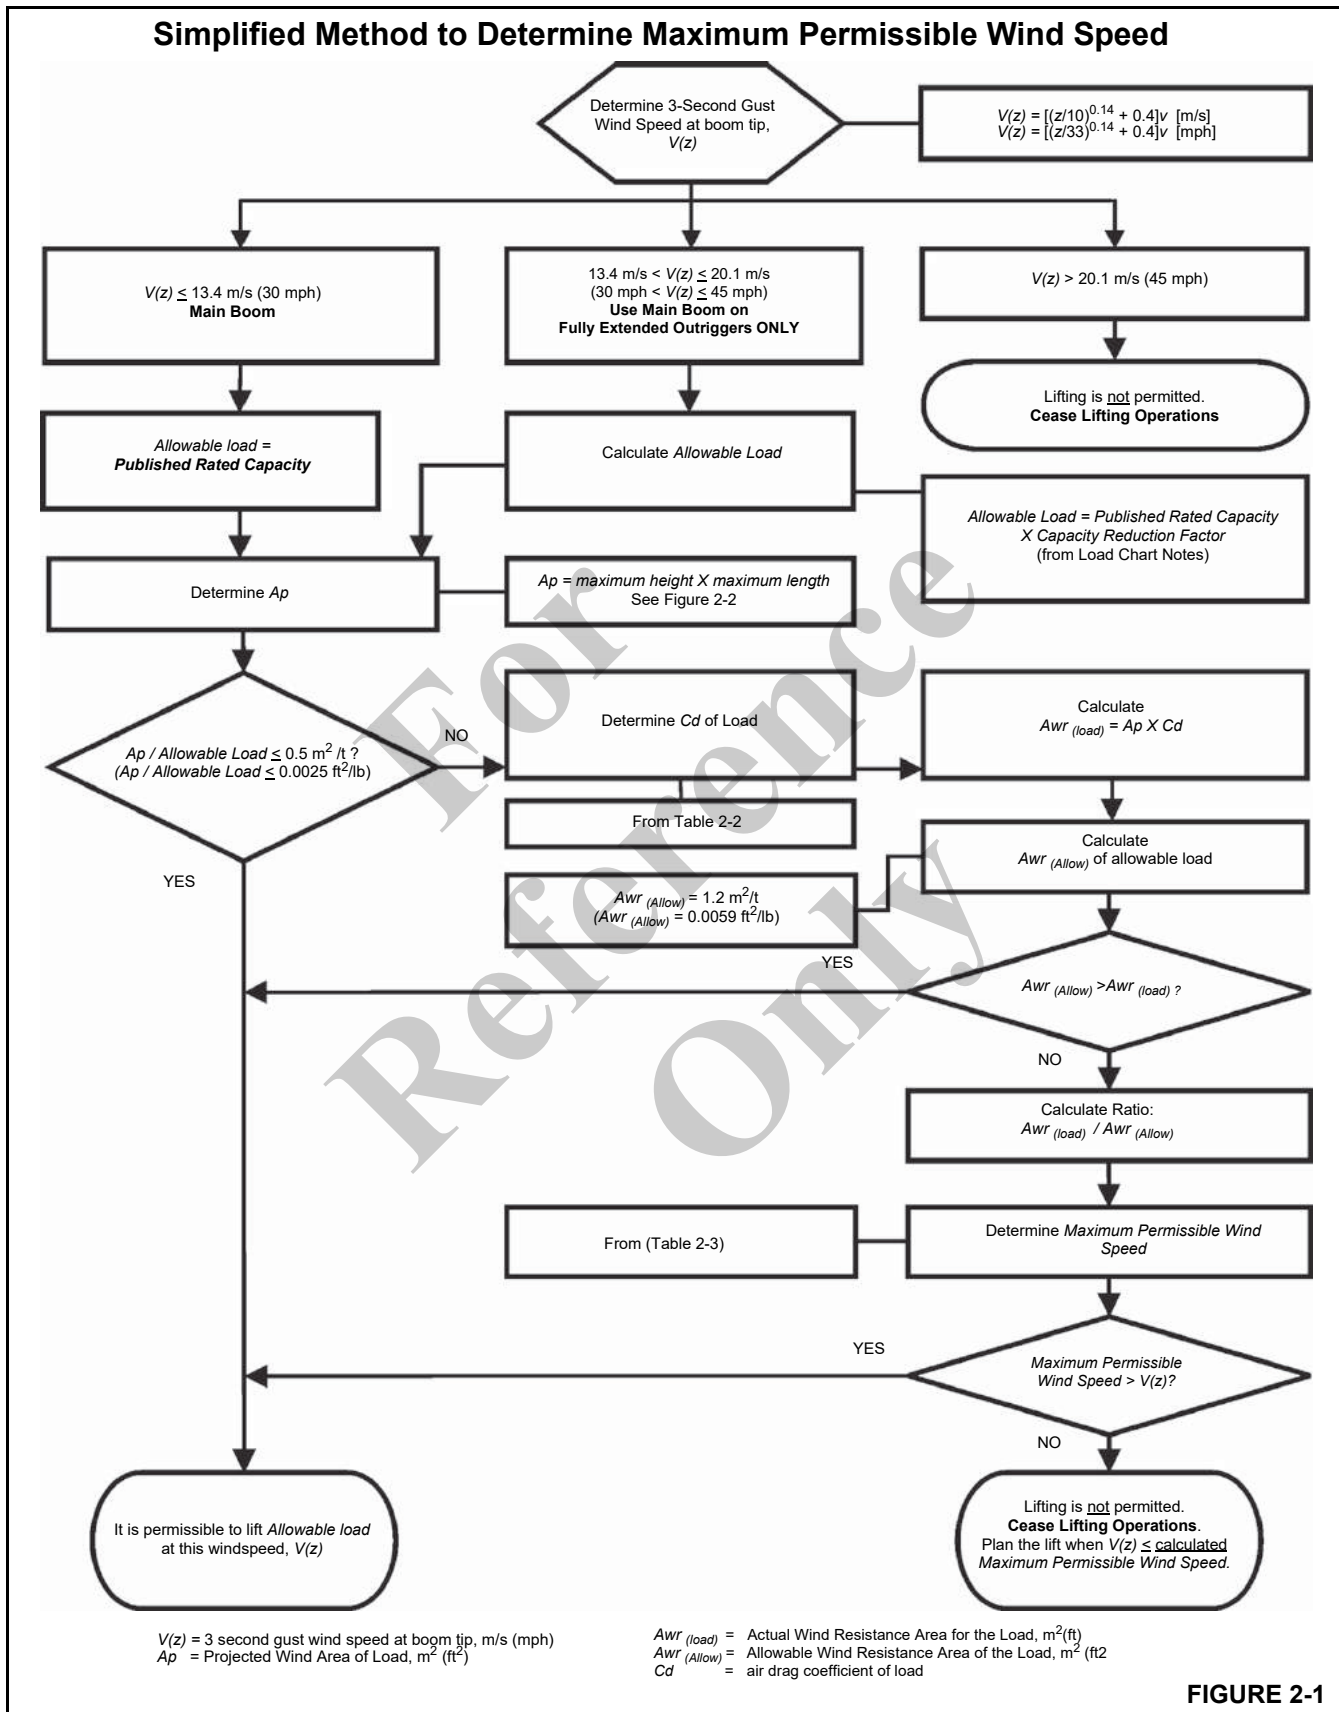 Simplified Method to Determine Maximum Permissible Wind Speed
Determine 3-Second Gust
Wind Speed at boom tip,
V(z)
V(z) = [(z/10)^0.14 + 0.4]v [m/s]
V(z) = [(z/33)^0.14 + 0.4]v [mph]
V(z) ≤ 13.4 m/s (30 mph)
Main Boom
13.4 m/s < V(z) ≤ 20.1 m/s
(30 mph < V(z) ≤ 45 mph)
Use Main Boom on
Fully Extended Outriggers ONLY
V(z) > 20.1 m/s (45 mph)
Lifting is not permitted.
Cease Lifting Operations
Allowable load =
Published Rated Capacity
Calculate Allowable Load
Allowable Load = Published Rated Capacity
X Capacity Reduction Factor
(from Load Chart Notes)
Determine Ap
Ap = maximum height X maximum length
See Figure 2-2
Ap / Allowable Load ≤ 0.5 m² /t ?
(Ap / Allowable Load ≤ 0.0025 ft²/lb)
NO
YES
Determine Cd of Load
From Table 2-2
Calculate
Awr (load) = Ap X Cd
Calculate
Awr (Allow) of allowable load
Awr (Allow) = 1.2 m²/t
(Awr (Allow) = 0.0059 ft²/lb)
YES
Awr (Allow) >Awr (load) ?
NO
Calculate Ratio:
Awr (load) / Awr (Allow)
From (Table 2-3)
Determine Maximum Permissible Wind
Speed
YES
Maximum Permissible
Wind Speed > V(z)?
NO
It is permissible to lift Allowable load
at this windspeed, V(z)
Lifting is not permitted.
Cease Lifting Operations.
Plan the lift when V(z) ≤ calculated
Maximum Permissible Wind Speed.
V(z) = 3 second gust wind speed at boom tip, m/s (mph)
Ap = Projected Wind Area of Load, m² (ft²)
Awr (load) = Actual Wind Resistance Area for the Load, m²(ft)
Awr (Allow) = Allowable Wind Resistance Area of the Load, m² (ft2
Cd = air drag coefficient of load
FIGURE 2-1
For
Reference
Only